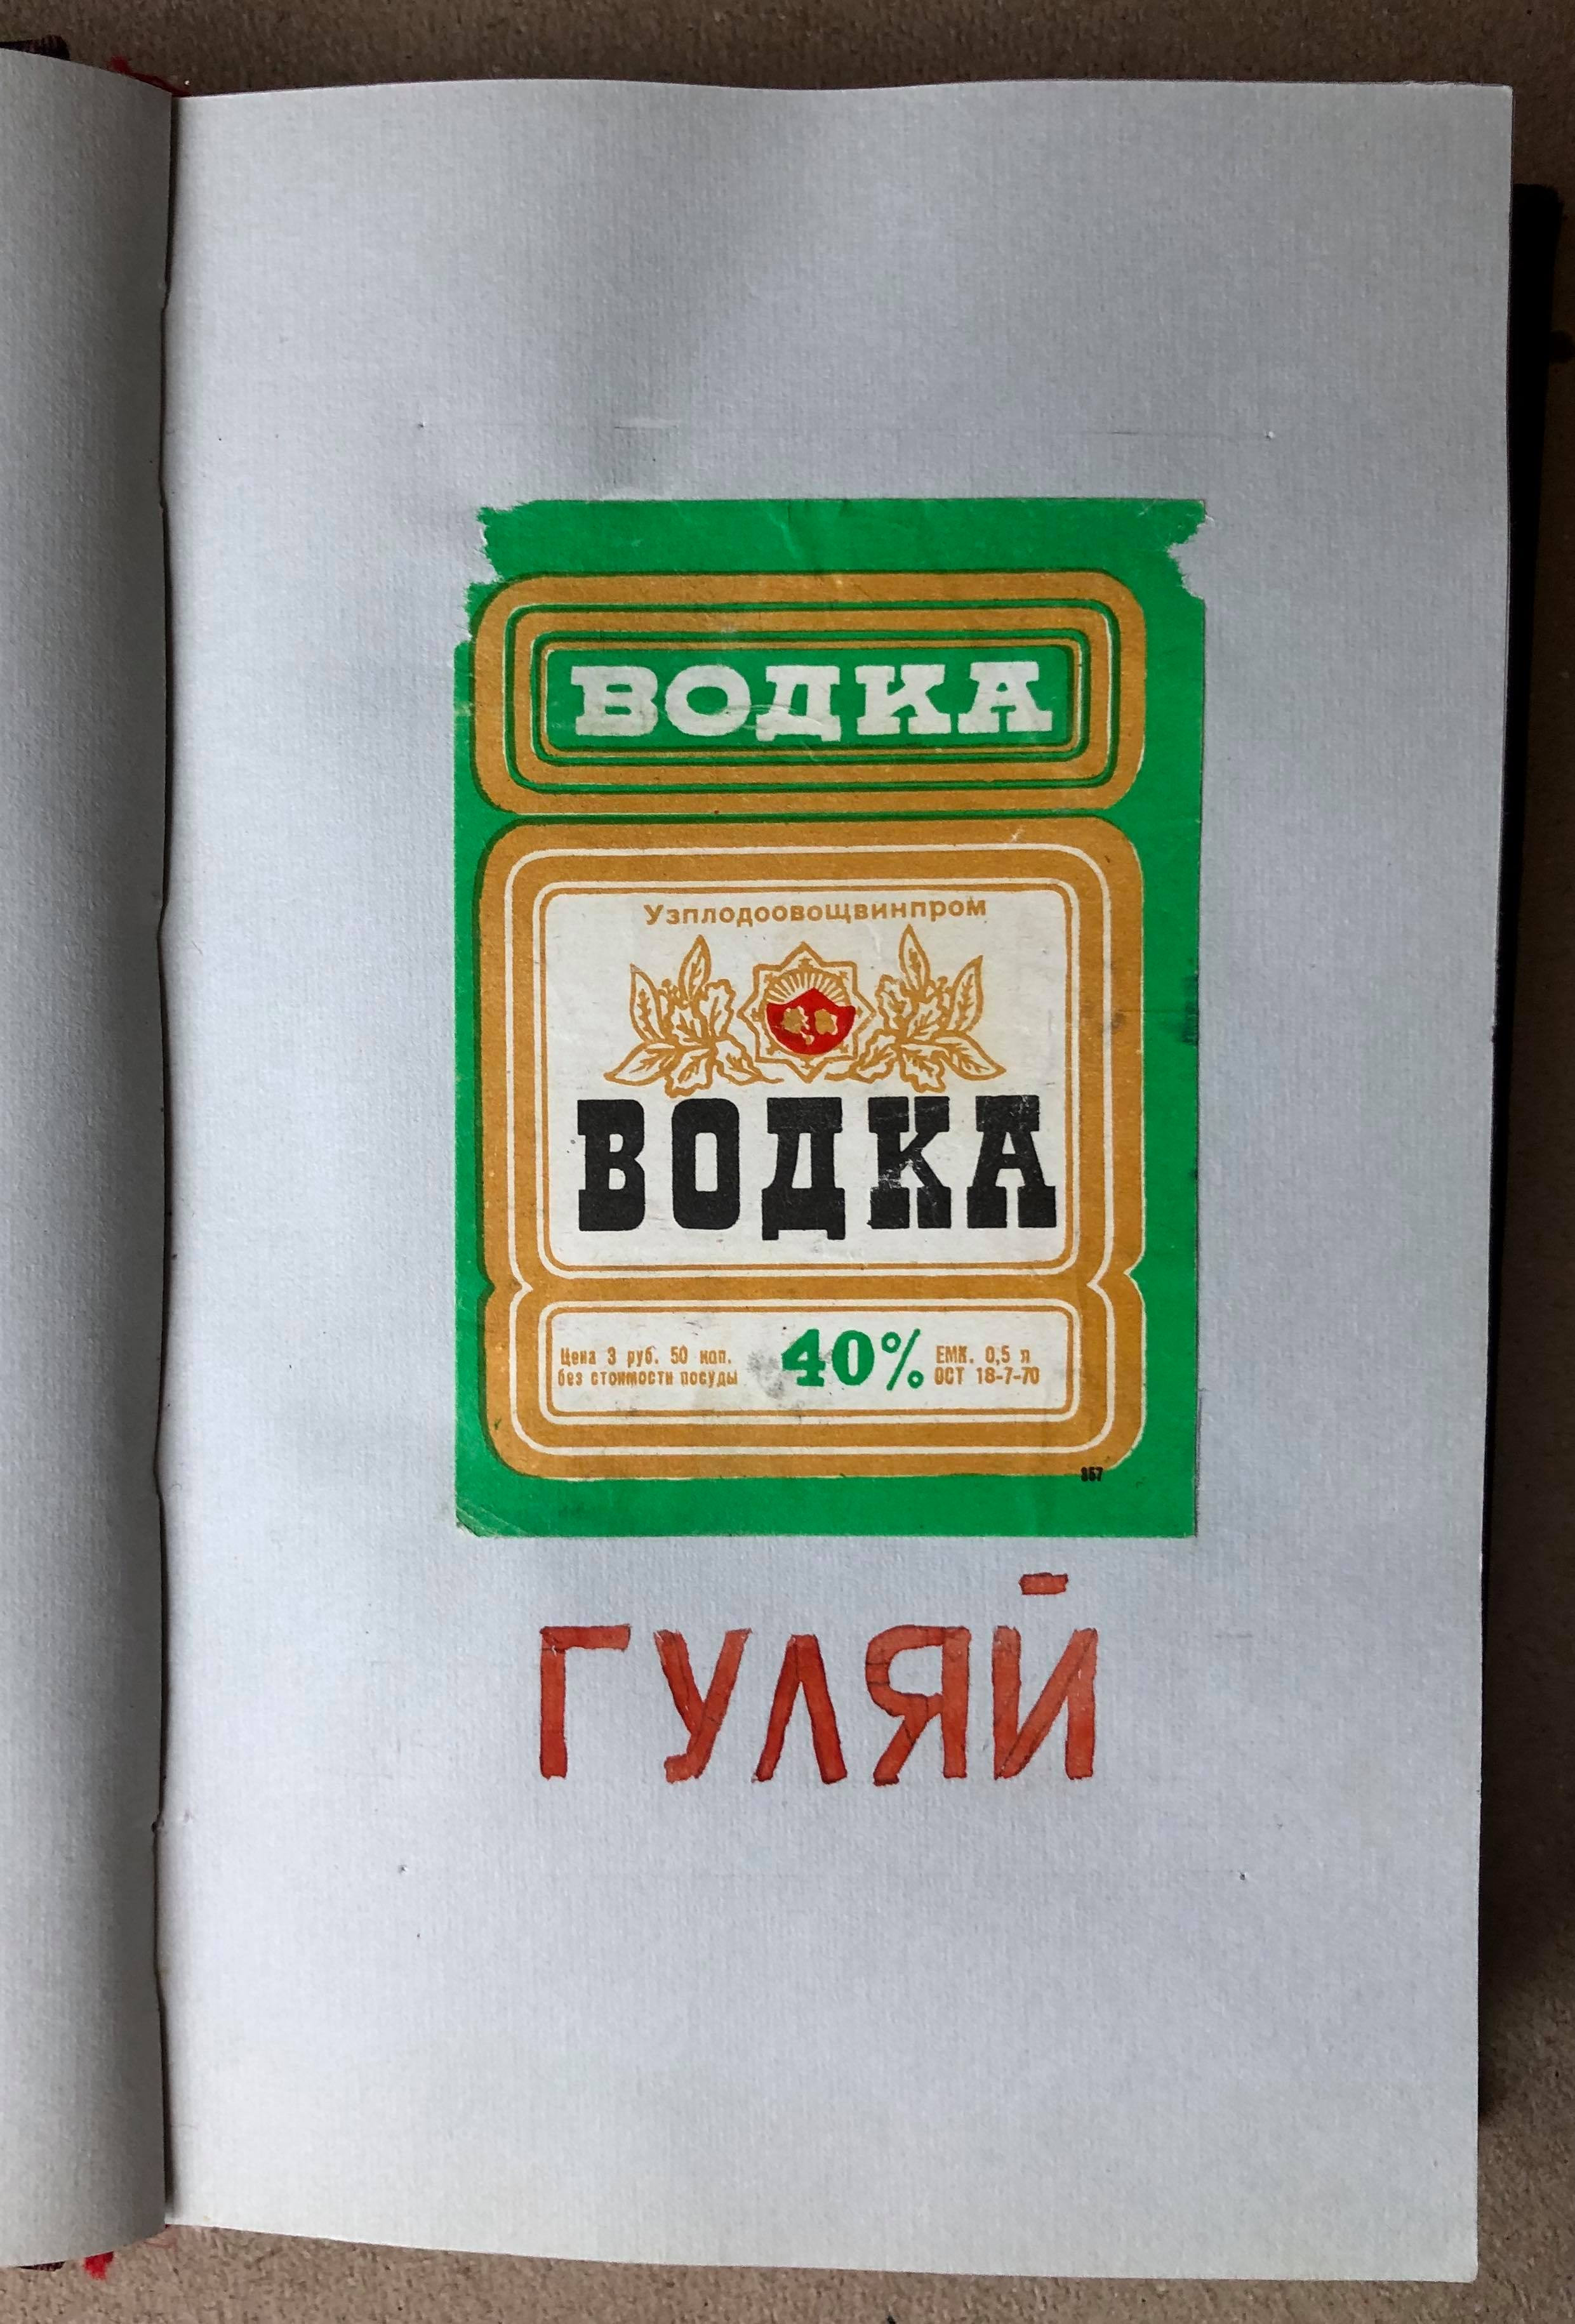 ВОДКА
Узплодоовощвинпром
ВОДКА
Цена 3 руб. 50 коп.
без стоимости посуды
40%
ЕМК. 0,5 л
ОСТ 18-7-70
ГУЛЯЙ